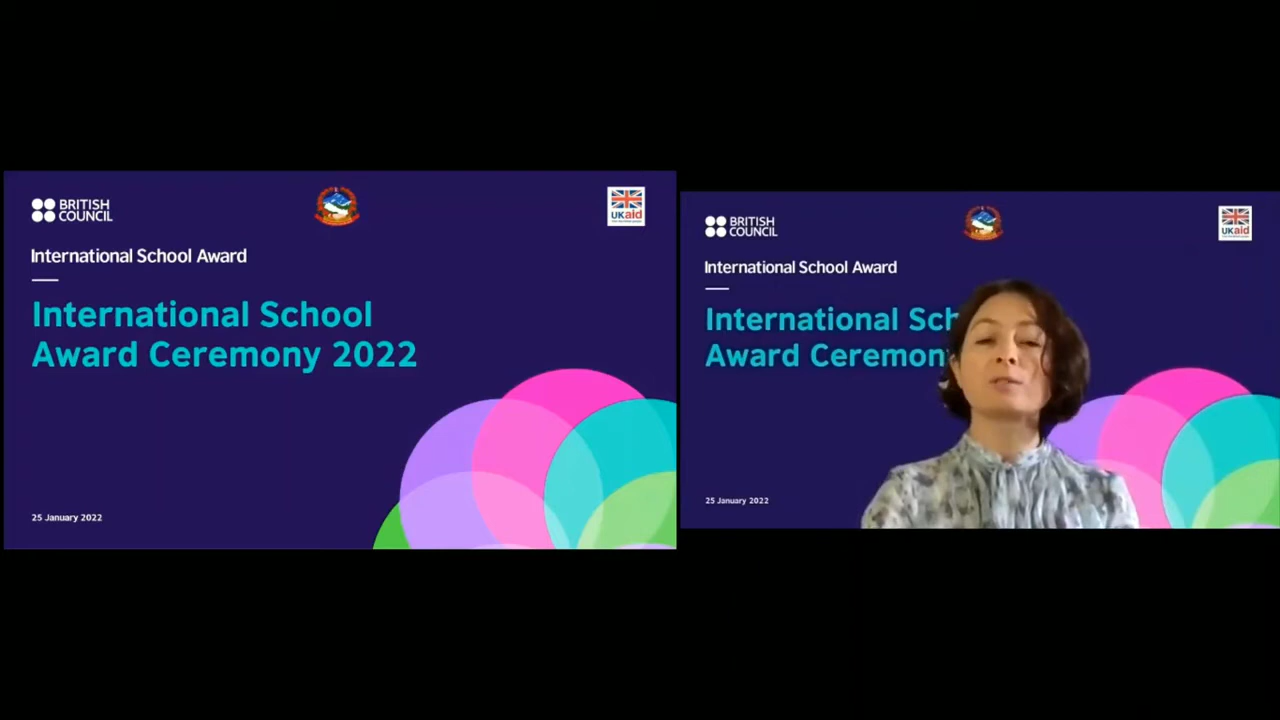 BRITISH
COUNCIL
UKaid
International School Award
International School
Award Ceremony 2022
25 January 2022
BRITISH
COUNCIL
UKaid
International School Award
International Sch
Award Ceremon
25 January 2022